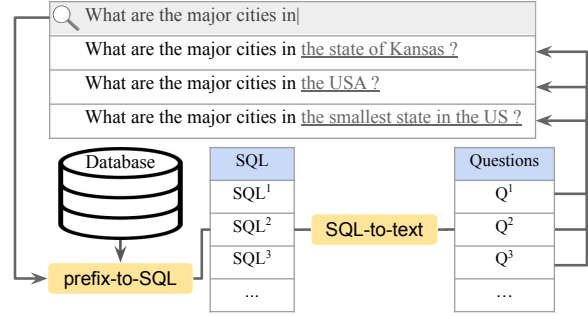 What are the major cities in
What are the major cities in the state of Kansas ?
What are the major cities in the USA ?
What are the major cities in the smallest state in the US ?
Database
prefix-to-SQL
SQL
SQL1
SQL2
SQL3
...
SQL-to-text
Questions
Q1
Q2
Q3
...